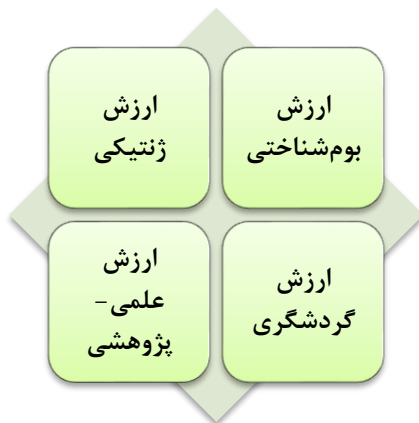 ارزش
بوم‌شناختی
ارزش
ژنتیکی
ارزش
گردشگری
ارزش
علمی-
پژوهشی